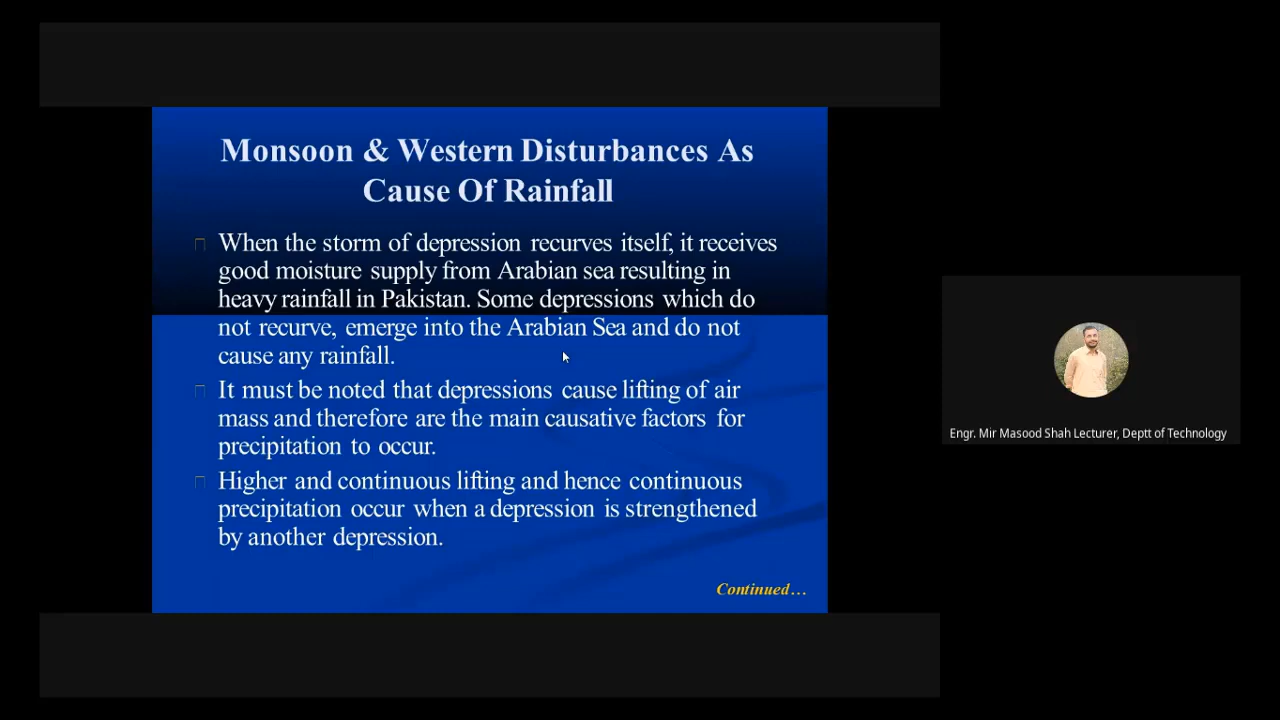 Monsoon & Western Disturbances As
Cause Of Rainfall
When the storm of depression recurves itself, it receives
good moisture supply from Arabian sea resulting in
heavy rainfall in Pakistan. Some depressions which do
not recurve, emerge into the Arabian Sea and do not
cause any rainfall.
It must be noted that depressions cause lifting of air
mass and therefore are the main causative factors for
precipitation to occur.
Higher and continuous lifting and hence continuous
precipitation occur when a depression is strengthened
by another depression.
Continued…
Engr. Mir Masood Shah Lecturer, Deptt of Technology